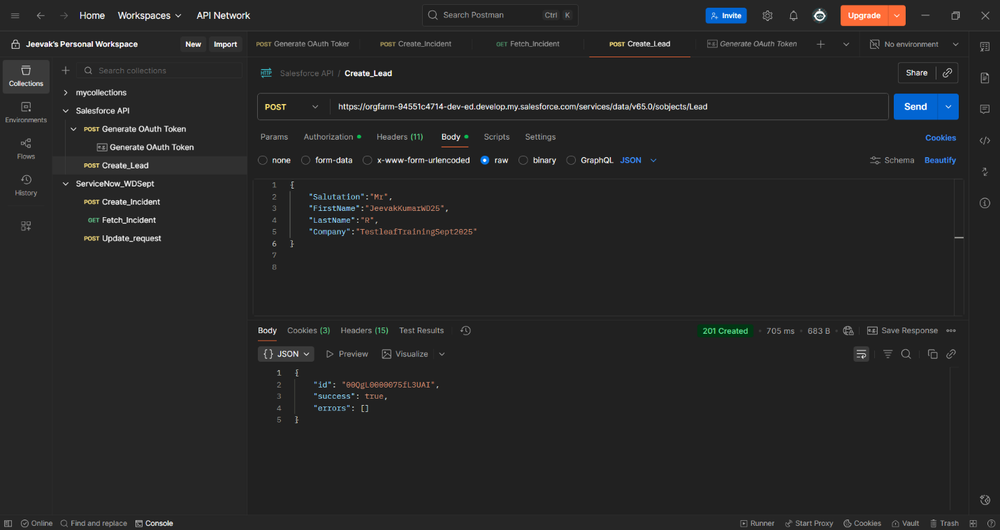 Home Workspaces API Network Search Postman Ctrl K Invite Upgrade
Jeevak's Personal Workspace New Import
POST Generate OAuth Toker POST Create_Incident GET Fetch_Incident POST Create_Lead e.g. Generate OAuth Token No environment
Collections
Environments
Flows
History
Search collections
mycollections
Salesforce API
POST Generate OAuth Token
e.g. Generate OAuth Token
POST Create_Lead
ServiceNow_WDSept
POST Create_Incident
GET Fetch_Incident
POST Update_request
HTTP Salesforce API / Create_Lead Share
POST https://orgfarm-94551c4714-dev-ed.develop.my.salesforce.com/services/data/v65.0/sobjects/Lead Send
Params Authorization Headers (11) Body Scripts Settings Cookies
none form-data x-www-form-urlencoded raw binary GraphQL JSON Schema Beautify
1 {
2 "Salutation":"Mr",
3 "FirstName":"JeevakKumarWD25",
4 "LastName":"R",
5 "Company":"TestleafTrainingSept2025"
6 }
7
8
Body Cookies (3) Headers (15) Test Results 201 Created 705 ms 683 B e.g. Save Response
{} JSON Preview Visualize
1 {
2 "id": "00QgL0000075fL3UAI",
3 "success": true,
4 "errors": []
5 }
Online Find and replace Console Runner Start Proxy Cookies Vault Trash